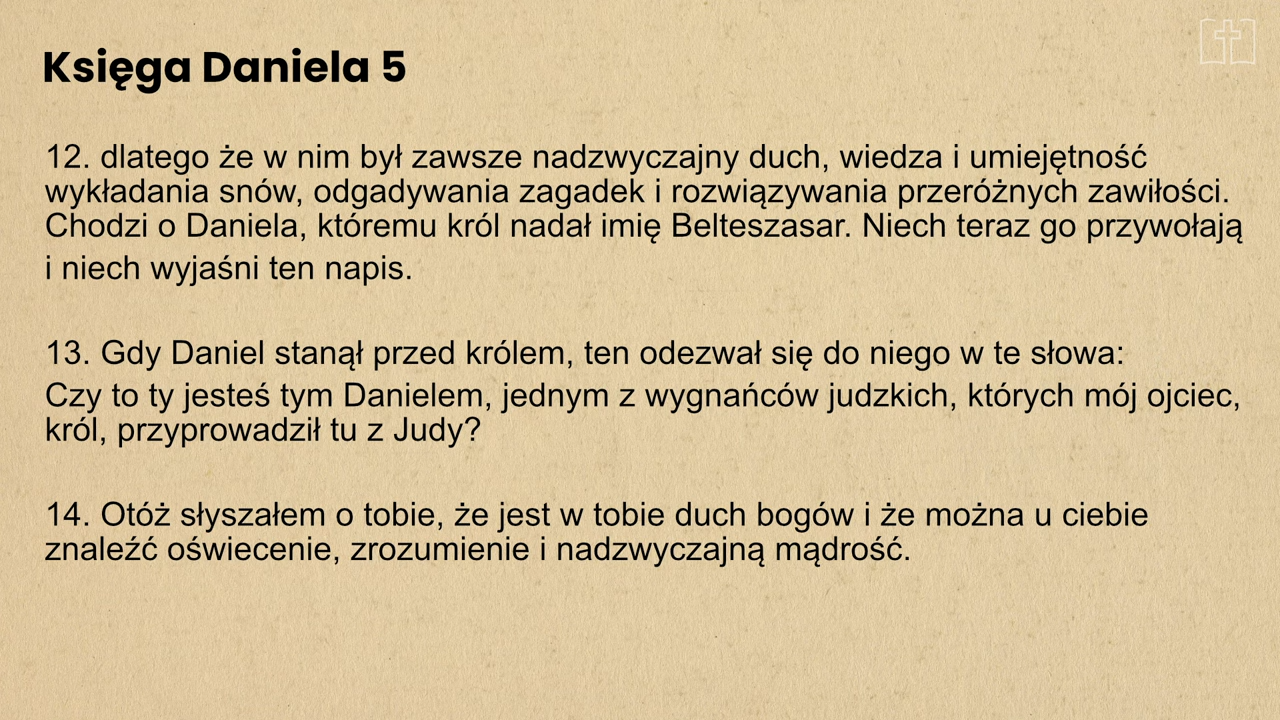 Księga Daniela 5
12. dlatego że w nim był zawsze nadzwyczajny duch, wiedza i umiejętność
wykładania snów, odgadywania zagadek i rozwiązywania przeróżnych zawiłości.
Chodzi o Daniela, któremu król nadał imię Belteszasar. Niech teraz go przywołają
i niech wyjaśni ten napis.
13. Gdy Daniel stanął przed królem, ten odezwał się do niego w te słowa:
Czy to ty jesteś tym Danielem, jednym z wygnańców judzkich, których mój ojciec,
król, przyprowadził tu z Judy?
14. Otóż słyszałem o tobie, że jest w tobie duch bogów i że można u ciebie
znaleźć oświecenie, zrozumienie i nadzwyczajną mądrość.